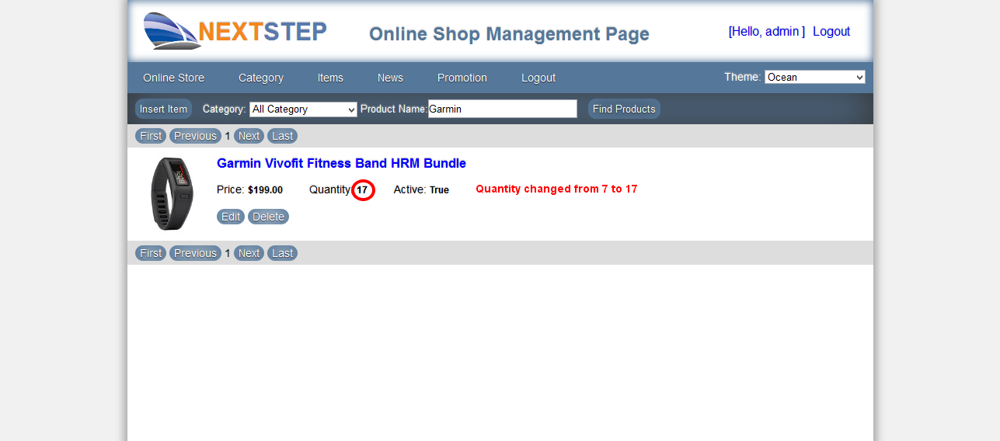 NEXTSTEP Online Shop Management Page [Hello, admin ] Logout
Online Store Category Items News Promotion Logout Theme: Ocean
Insert Item Category: All Category Product Name: Garmin Find Products
First Previous 1 Next Last
Garmin Vivofit Fitness Band HRM Bundle
Price: $199.00 Quantity: 17 Active: True Quantity changed from 7 to 17
Edit Delete
First Previous 1 Next Last